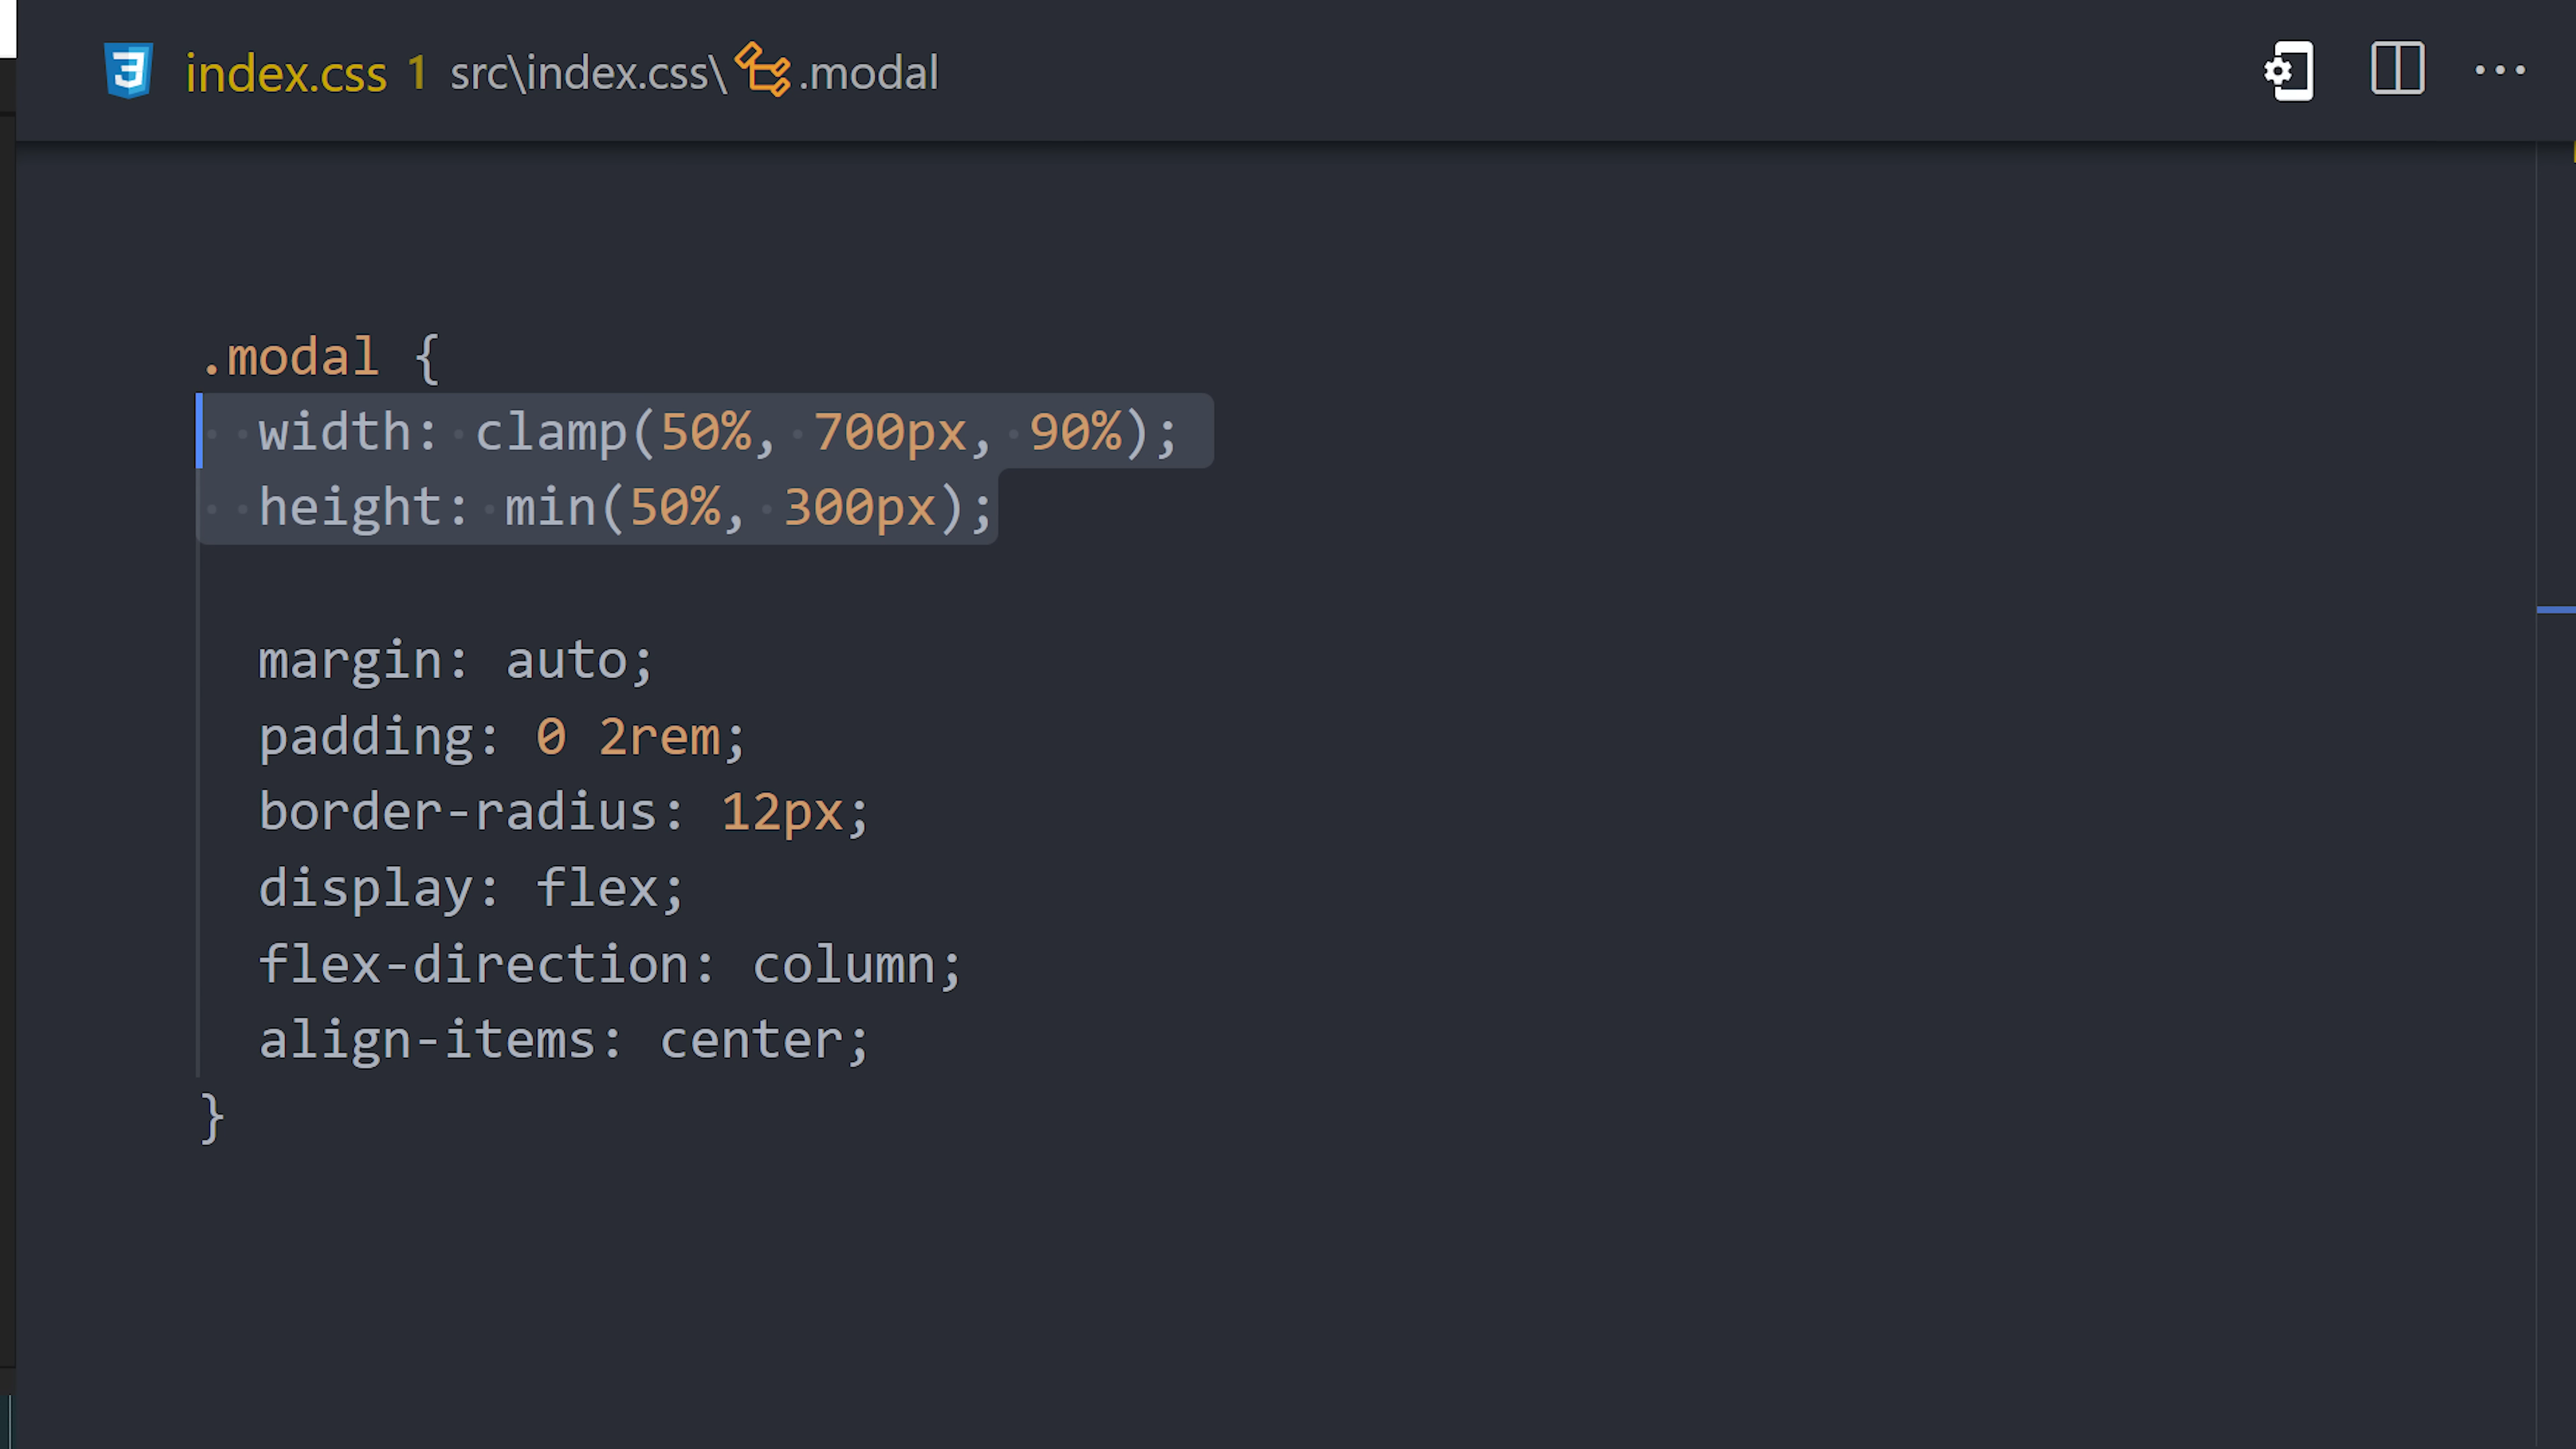 index.css 1 src\index.css\.modal
.modal {
width: clamp(50%, 700px, 90%);
height: min(50%, 300px);
margin: auto;
padding: 0 2rem;
border-radius: 12px;
display: flex;
flex-direction: column;
align-items: center;
}